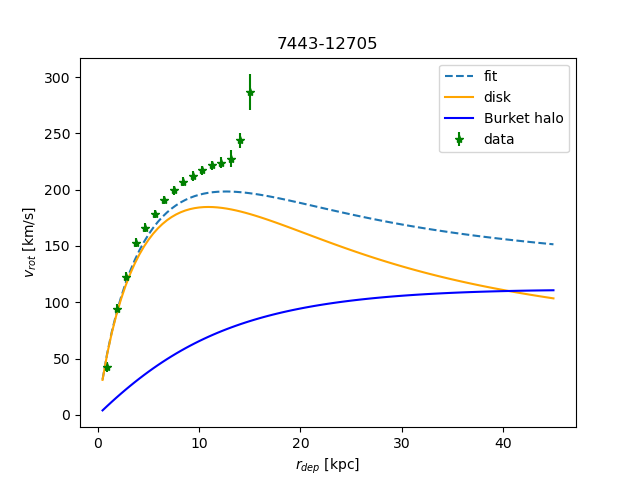 7443-12705
300
250
200
150
100
50
0
v_rot [km/s]
fit
disk
Burket halo
data
0 10 20 30 40
r_dep [kpc]